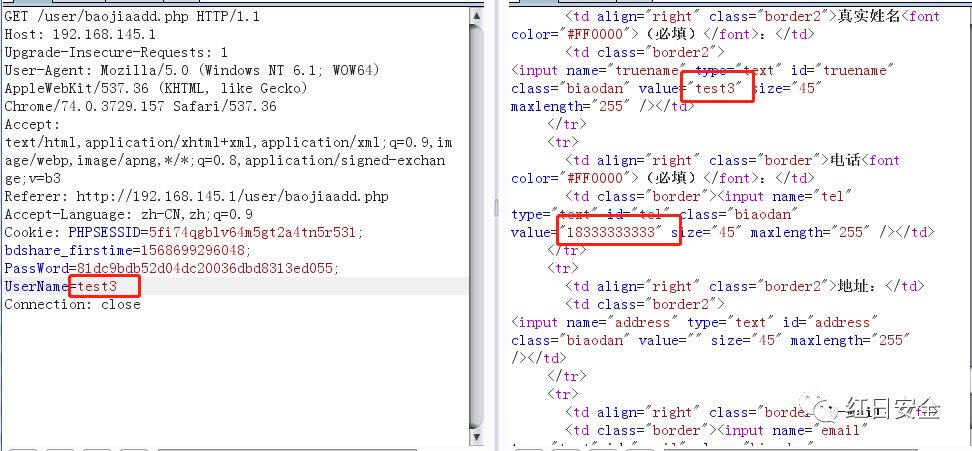 GET /user/baojiaadd.php HTTP/1.1
Host: 192.168.145.1
Upgrade-Insecure-Requests: 1
User-Agent: Mozilla/5.0 (Windows NT 6.1; WOW64)
AppleWebKit/537.36 (KHTML, like Gecko)
Chrome/74.0.3729.157 Safari/537.36
Accept:
text/html,application/xhtml+xml,application/xml;q=0.9,im
age/webp,image/apng,*/*;q=0.8,application/signed-exchan
ge;v=b3
Referer: http://192.168.145.1/user/baojiaadd.php
Accept-Language: zh-CN,zh;q=0.9
Cookie: PHPSESSID=5fi74qgblv64m5gt2a4tn5r531;
bdshare_firstime=1568699296048;
PassWord=81dc9bdb52d04dc20036dbd8313ed055;
UserName=test3
Connection: close
<td align="right" class="border2">真实姓名<font
color="#FF0000">（必填）</font>：</td>
<td class="border2">
<input name="truename" type="text" id="truename"
class="biaodan" value="test3" size="45"
maxlength="255" /></td>
</tr>
<tr>
<td align="right" class="border">电话<font
color="#FF0000">（必填）</font>：</td>
<td class="border"><input name="tel"
type="text" id="tel" class="biaodan"
value="18333333333" size="45" maxlength="255" /></td>
</tr>
<tr>
<td align="right" class="border2">地址：</td>
<td class="border2">
<input name="address" type="text" id="address"
class="biaodan" value="" size="45" maxlength="255"
/></td>
</tr>
<tr>
<td align="right" class="border
<td class="border"><input name="email"
红日安全